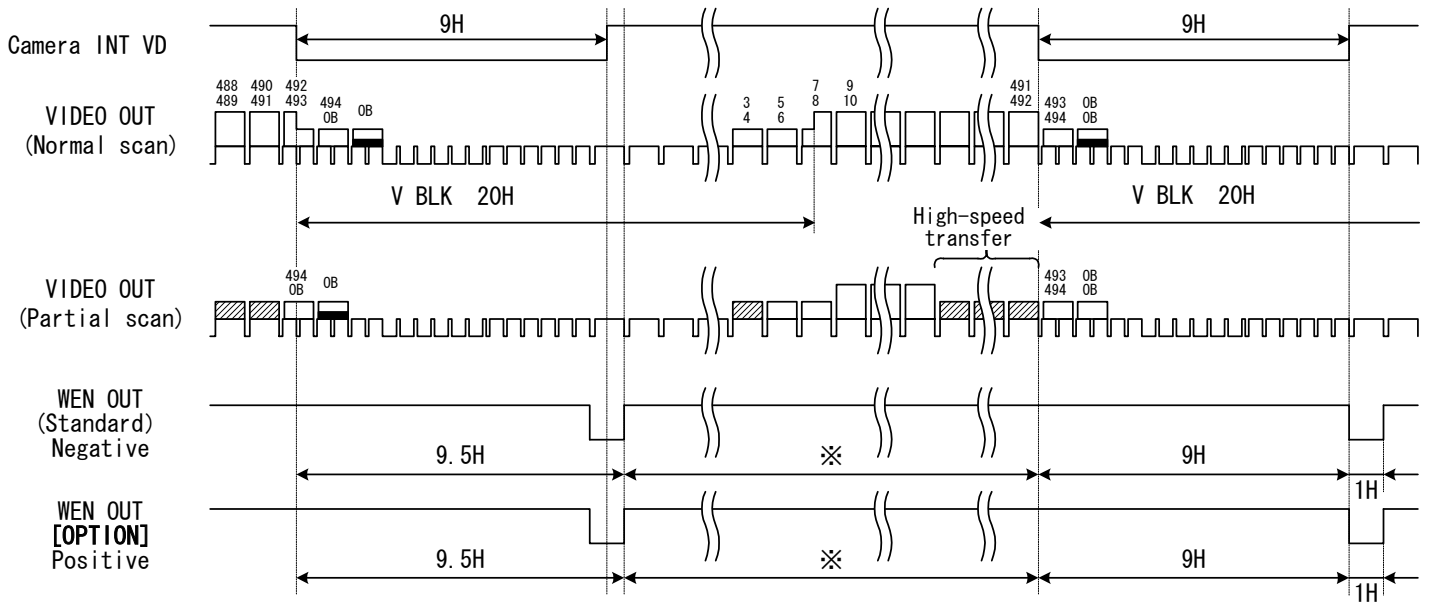 9H 9H
Camera INT VD
488 490 492 7 9 491
489 491 493 494 OB 3 5 8 10 492 493 OB
OB 4 6 494 OB
VIDEO OUT
(Normal scan)
V BLK 20H V BLK 20H
High-speed
transfer
494 OB 493 OB
OB 494 OB
VIDEO OUT
(Partial scan)
WEN OUT
(Standard)
Negative
9.5H ※ 9H
1H
WEN OUT
[OPTION]
Positive
9.5H ※ 9H
1H